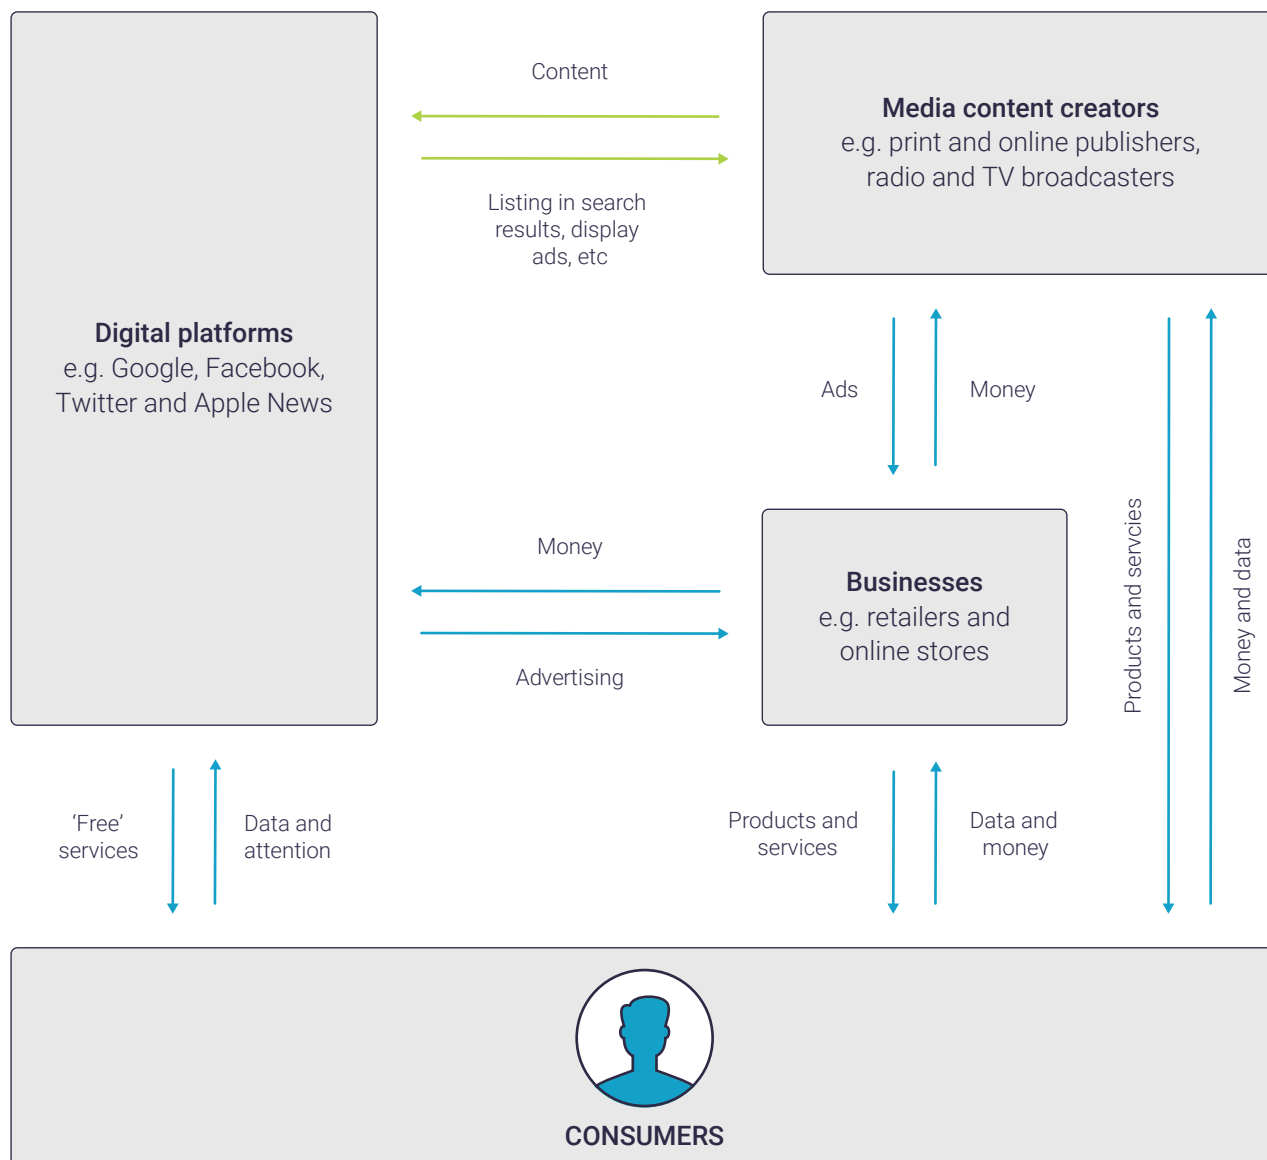 Content
Media content creators
e.g. print and online publishers,
radio and TV broadcasters
Listing in search
results, display
ads, etc
Digital platforms
e.g. Google, Facebook,
Twitter and Apple News
Ads
Money
Products and servcies
Money and data
Money
Businesses
e.g. retailers and
online stores
Advertising
‘Free’
services
Data and
attention
Products and
services
Data and
money
CONSUMERS